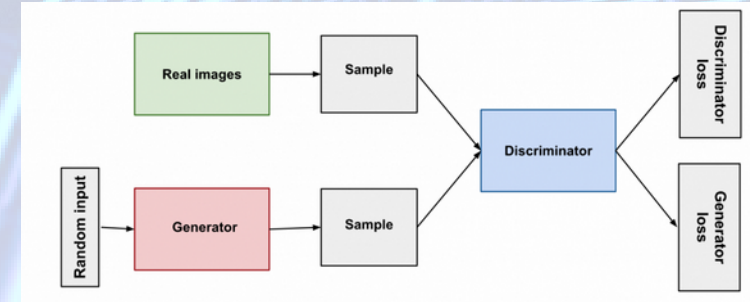 Real images
Sample
Discriminator
loss
Discriminator
Random input
Generator
Sample
Generator
loss